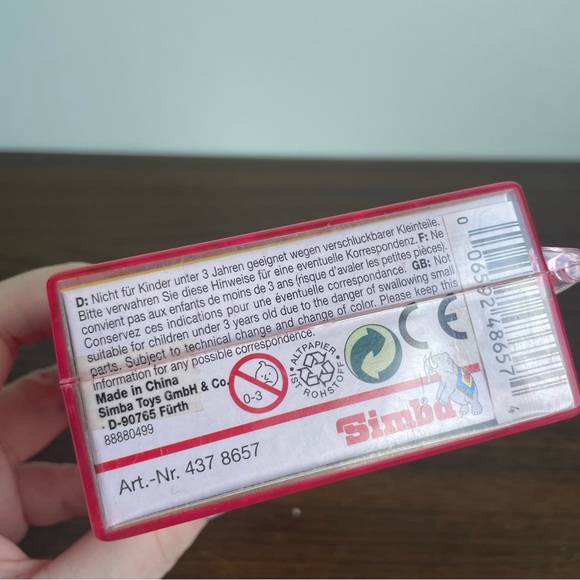 D: Nicht für Kinder unter 3 Jahren geeignet wegen verschluckbarer Kleinteile.
Bitte verwahren Sie diese Hinweise für eine eventuelle Korrespondenz. F: Ne
convient pas aux enfants de moins de 3 ans (risque d'avaler les petites pièces).
Conservez ces indications pour une éventuelle correspondance. GB: Not
suitable for children under 3 years old due to the danger of swallowing small
parts. Subject to technical change and change of color. Please keep this
information for any possible correspondence.
Made in China
Simba Toys GmbH & Co.
D-90765 Fürth
88880499
0-3
ALTPAPIER
IST ROHSTOFF
CE
Simba
Art.-Nr. 437 8657
0
4